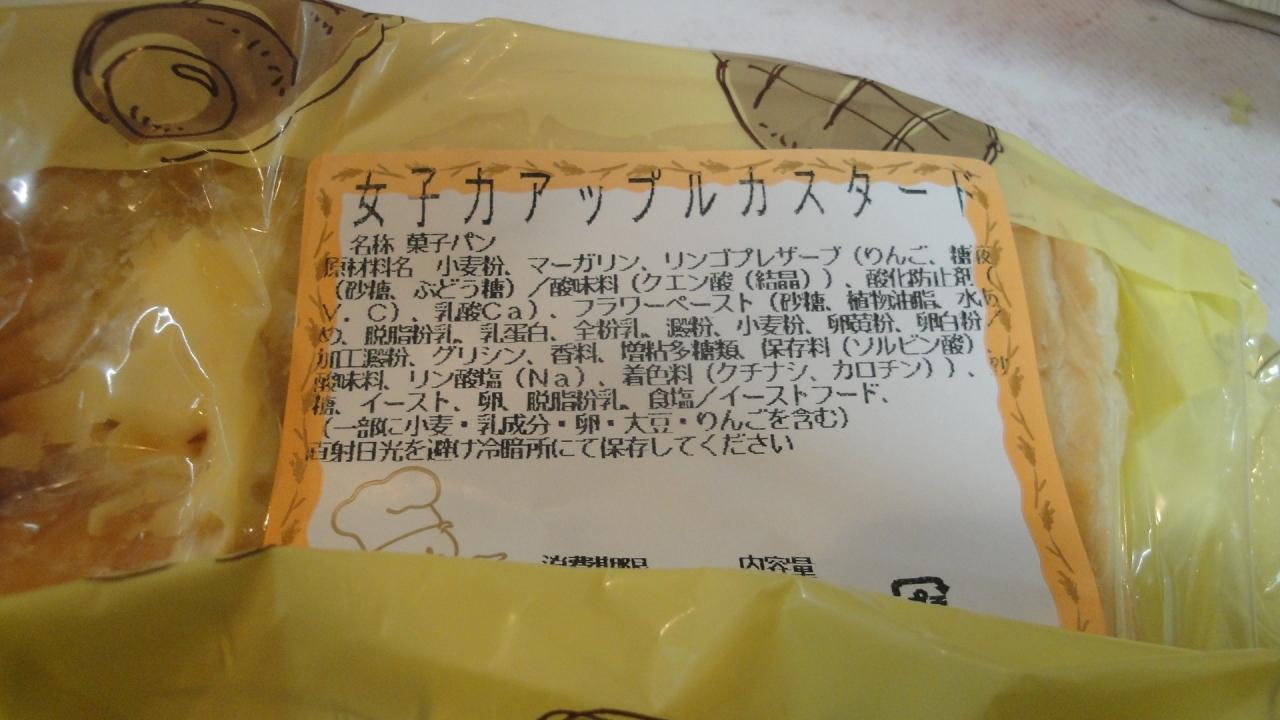 女子力アップルカスタード
名称 菓子パン
原材料名 小麦粉、マーガリン、リンゴプレザーブ（りんご、糖液
（砂糖、ぶどう糖）／酸味料（クエン酸（結晶））、酸化防止剤（
V．C）、乳酸Ca）、フラワーペースト（砂糖、植物油脂、水あ
め、脱脂粉乳、乳蛋白、全粉乳、澱粉、小麦粉、卵黄粉、卵白粉／
加工澱粉、グリシン、香料、増粘多糖類、保存料（ソルビン酸）、
酸味料、リン酸塩（Na）、着色料（クチナシ、カロチン））、
糖、イースト、卵、脱脂粉乳、食塩／イーストフード、
（一部に小麦・乳成分・卵・大豆・りんごを含む）
直射日光を避け冷暗所にて保存してください
消費期限 内容量